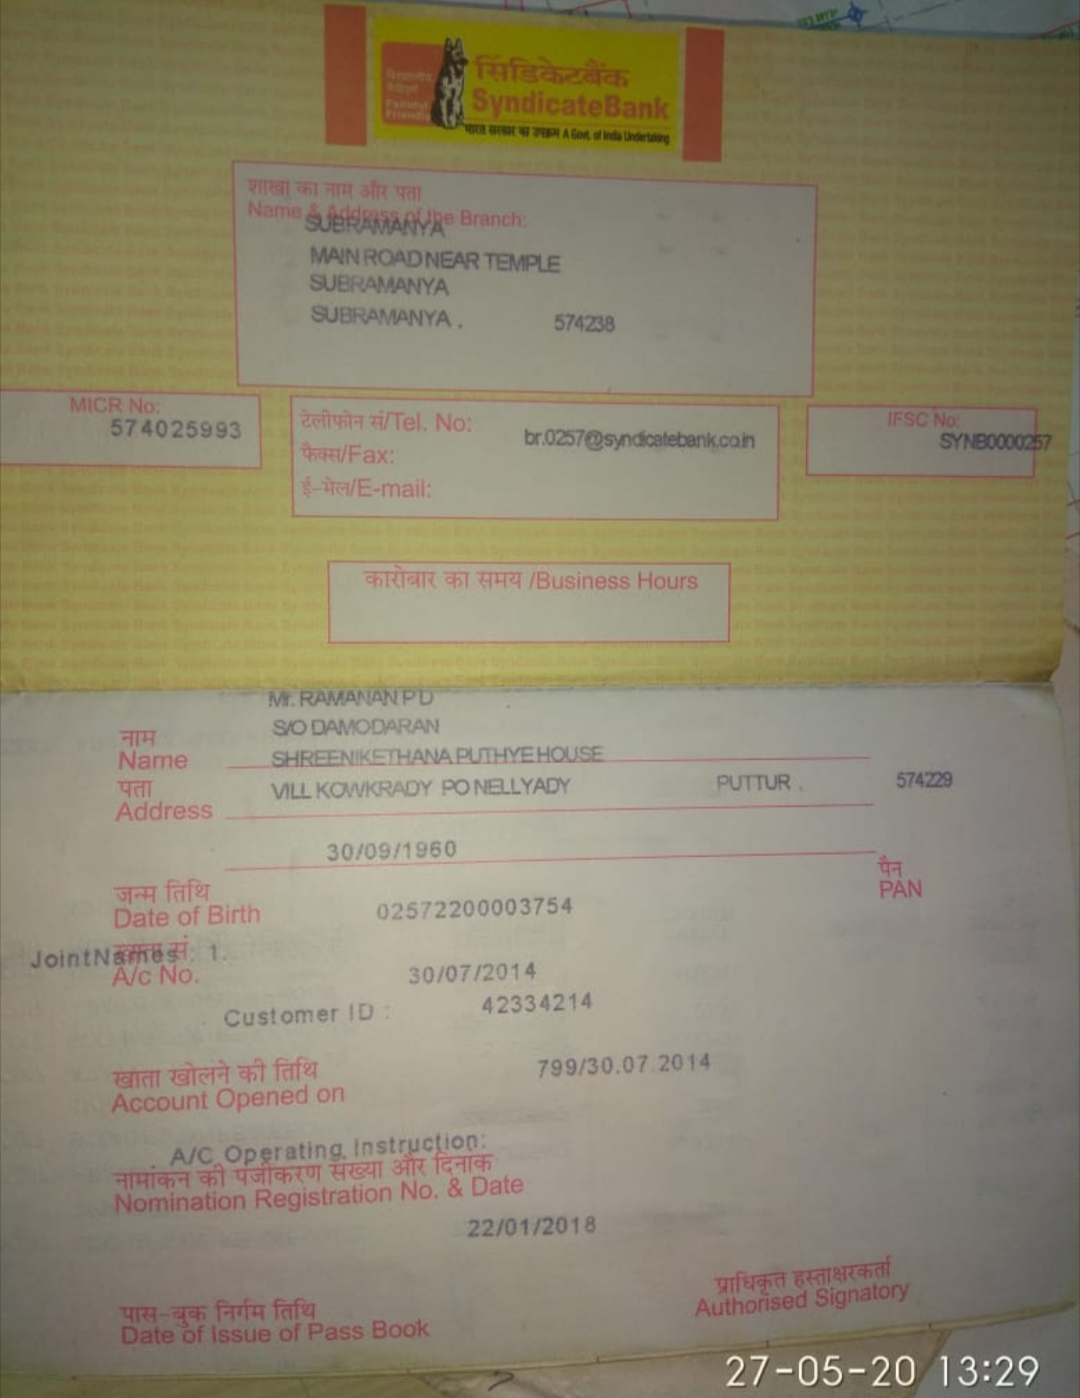 सिंडिकेटबैंक
SyndicateBank
भारत सरकार का उपक्रम A Govt. of India Undertaking
शाखा का नाम और पता
Name & Address of the Branch:
SUBRAMANYA
MAIN ROAD NEAR TEMPLE
SUBRAMANYA
SUBRAMANYA , 574238
MICR No:
574025993
टेलीफोन सं/Tel. No:
br.0257@syndicatebank.co.in
फैक्स/Fax:
ई-मेल/E-mail:
IFSC No:
SYNB0000257
कारोबार का समय /Business Hours
Mr. RAMANAN P D
S/O DAMODARAN
नाम
Name SHREENIKETHANA PUTHYE HOUSE
पता
Address VILL KOWKRADY PO NELLYADY PUTTUR , 574229
30/09/1960
पैन
PAN
जन्म तिथि
Date of Birth 02572200003754
खाता सं.
JointNames: 1.
A/c No. 30/07/2014
Customer ID : 42334214
खाता खोलने की तिथि 799/30.07.2014
Account Opened on
A/C Operating Instruction:
नामांकन की पंजीकरण संख्या और दिनांक
Nomination Registration No. & Date
22/01/2018
प्राधिकृत हस्ताक्षरकर्ता
Authorised Signatory
पास-बुक निर्गम तिथि
Date of Issue of Pass Book
27-05-20 13:29